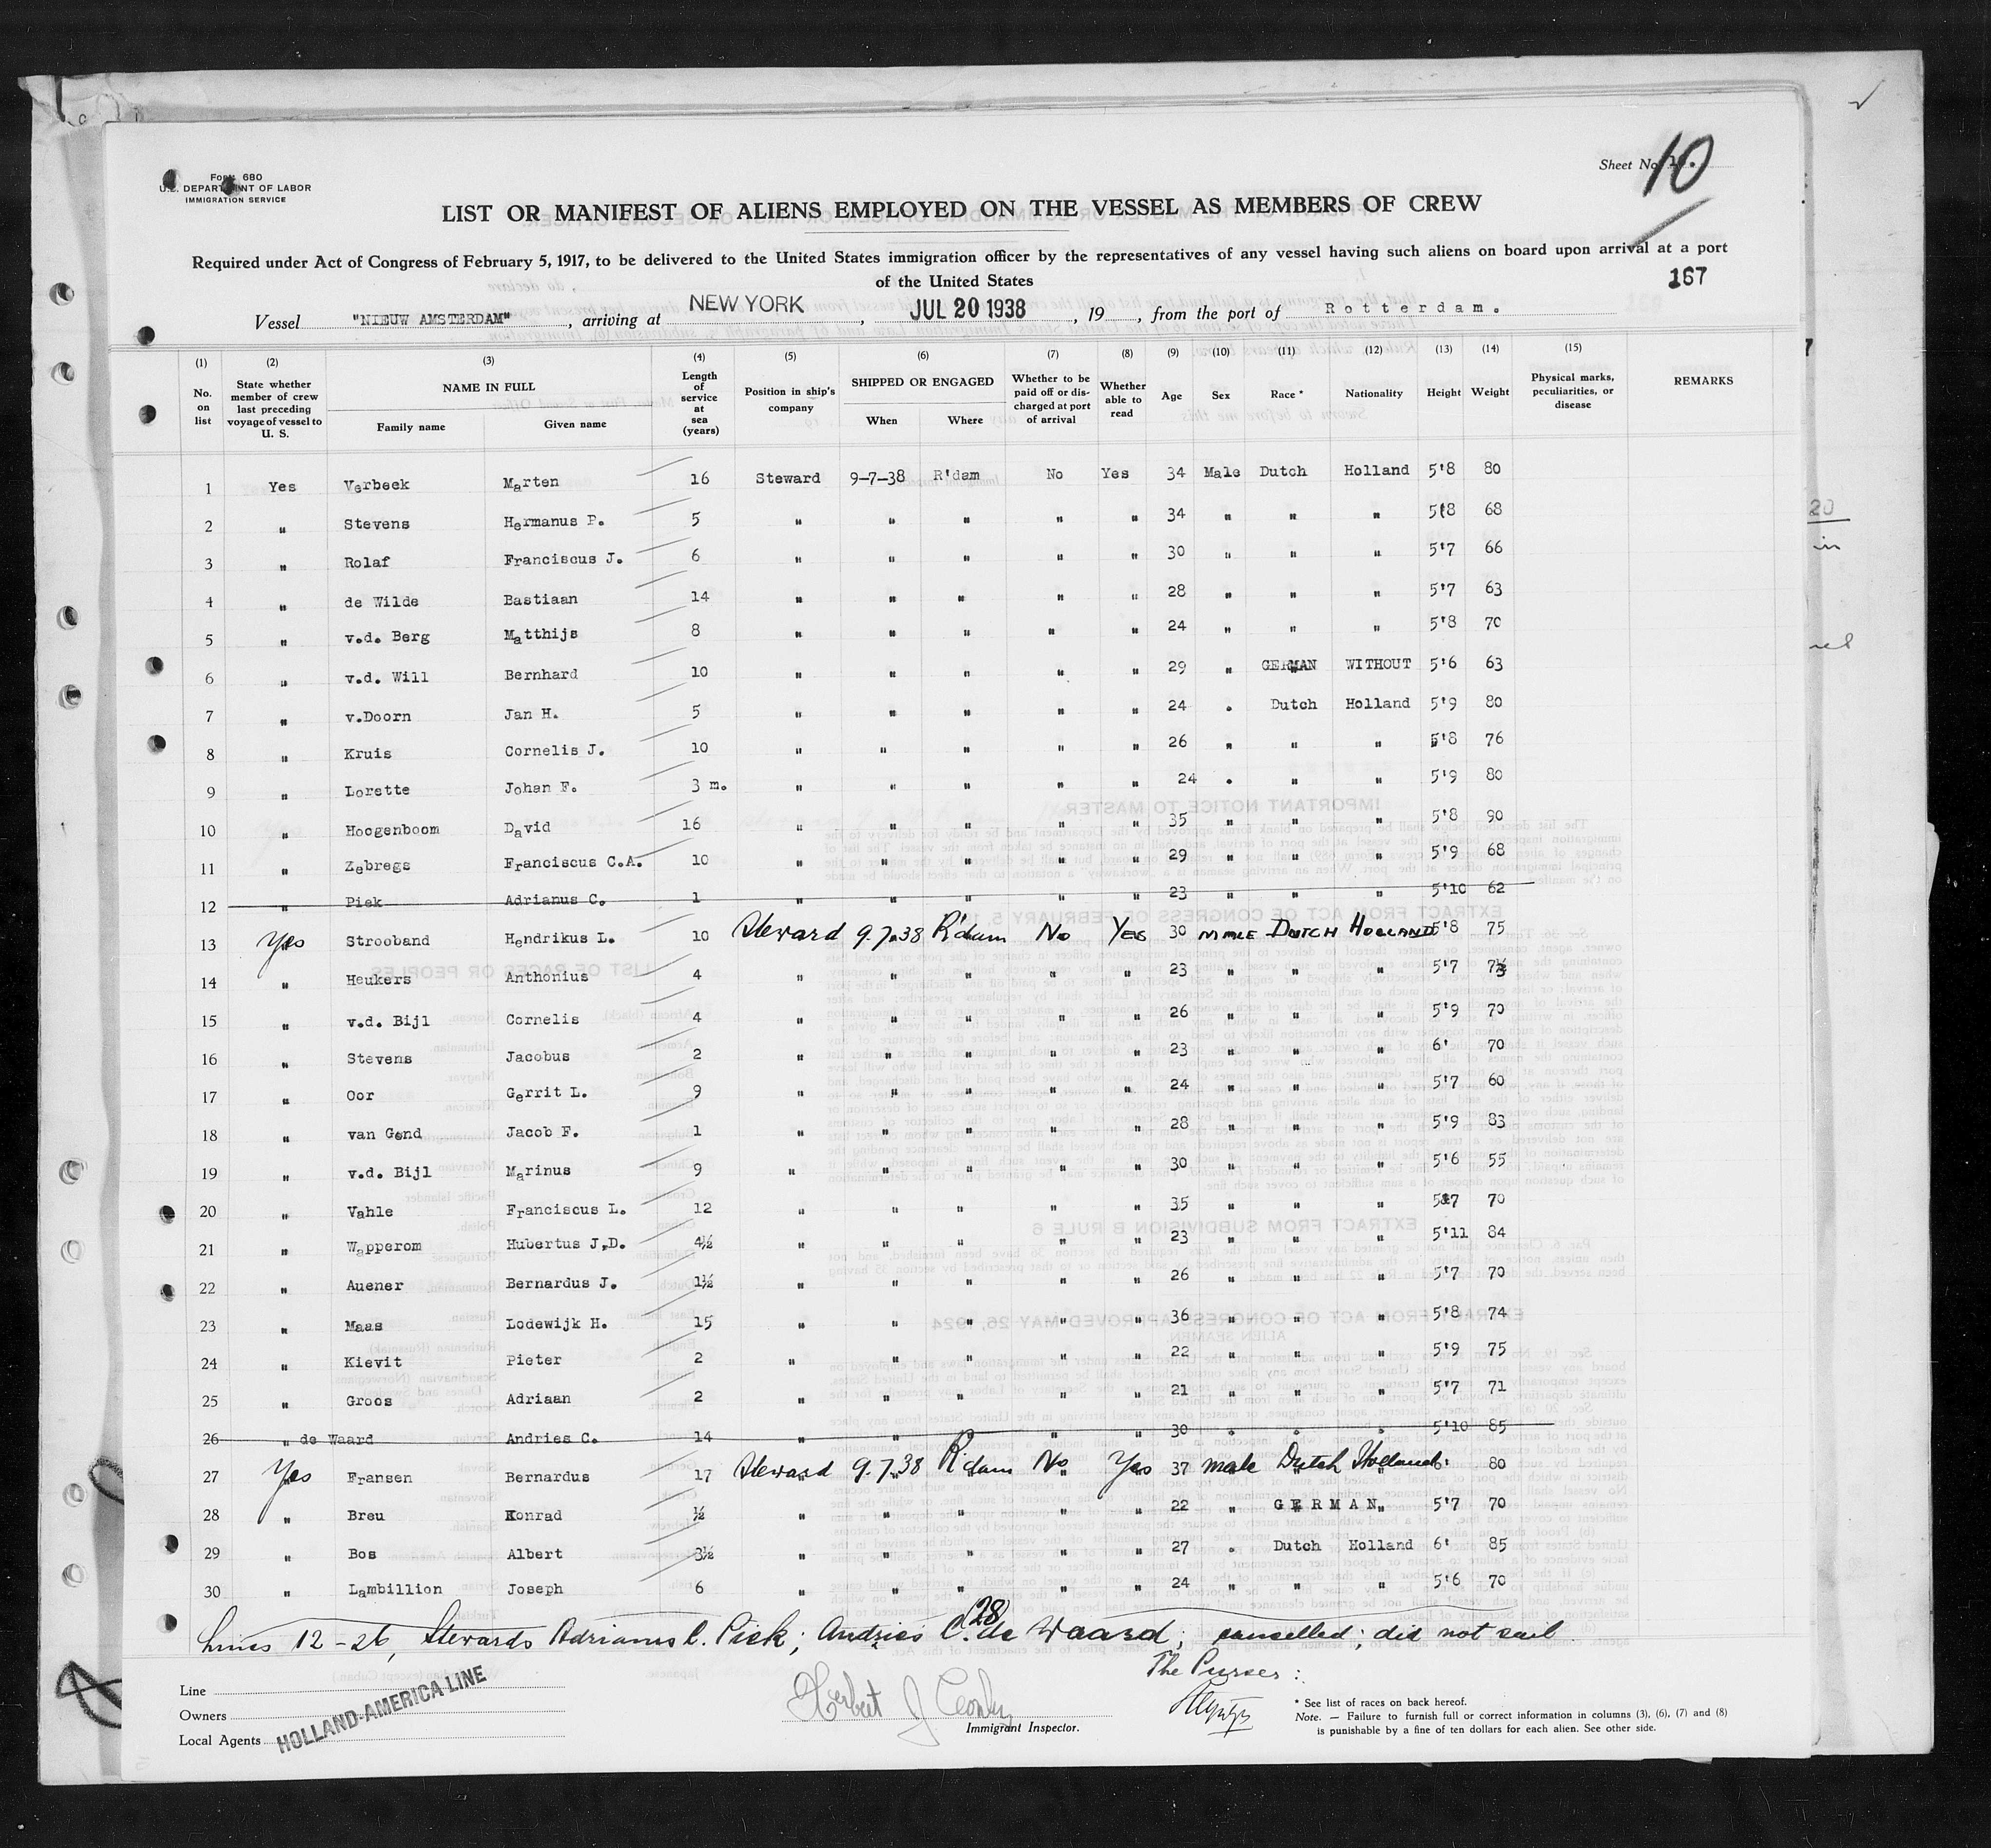 Form 680
U.S. DEPARTMENT OF LABOR
IMMIGRATION SERVICE
Sheet No. 10
167
LIST OR MANIFEST OF ALIENS EMPLOYED ON THE VESSEL AS MEMBERS OF CREW
Required under Act of Congress of February 5, 1917, to be delivered to the United States immigration officer by the representatives of any vessel having such aliens on board upon arrival at a port
of the United States
Vessel "NIEUW AMSTERDAM", arriving at NEW YORK, JUL 20 1938, 19, from the port of Rotterdam.
(1) (2) (3) (4) (5) (6) (7) (8) (9) (10) (11) (12) (13) (14) (15)
No. on list State whether member of crew last preceding voyage of vessel to U. S. NAME IN FULL Family name Given name Length of service at sea (years) Position in ship's company SHIPPED OR ENGAGED When Where Whether to be paid off or discharged at port of arrival Whether able to read Age Sex Race * Nationality Height Weight Physical marks, peculiarities, or disease REMARKS
1 Yes Verbeek Marten 16 Steward 9-7-38 R'dam No Yes 34 Male Dutch Holland 5'8 80
2 " Stevens Hermanus P. 5 " " " " " 34 " " " 5'8 68
3 " Rolaf Franciscus J. 6 " " " " " 30 " " " 5'7 66
4 " de Wilde Bastiaan 14 " " " " " 28 " " " 5'7 63
5 " v.d. Berg Matthijs 8 " " " " " 24 " " " 5'8 70
6 " v.d. Will Bernhard 10 " " " " " 29 " GERMAN WITHOUT 5'6 63
7 " v.Doorn Jan H. 5 " " " " " 24 " Dutch Holland 5'9 80
8 " Kruis Cornelis J. 10 " " " " " 26 " " " 5'8 76
9 " Lorette Johan F. 3 m. " " " " " 24 " " " 5'9 80
10 " Hoogenboom David 16 " " " " " 35 " " " 5'8 90
11 " Zebregs Franciscus C.A. 10 " " " " " 29 " " " 5'9 68
12 " Piek Adrianus C. 1 " " " " " 23 " " " 5'10 62
13 Yes Strooband Hendrikus L. 10 Steward 9.7.38 R'dam No Yes 30 MALE DUTCH HOLLAND 5'8 75
14 " Heukers Anthonius 4 " " " " " 23 " " " 5'7
15 " v.d. Bijl Cornelis 4 " " " " " 26 " " " 5'9 70
16 " Stevens Jacobus 2 " " " " " 23 " " " 6' 70
17 " Oor Gerrit L. 9 " " " " " 24 " " " 5'7 60
18 " van Gend Jacob F. 1 " " " " " 28 " " " 5'9 83
19 " v.d. Bijl Marinus 9 " " " " " 30 " " " 5'6 55
20 " Vahle Franciscus L. 12 " " " " " 35 " " " 5'7 70
21 " Wapperom Hubertus J.D. 4½ " " " " " 23 " " " 5'11 84
22 " Auener Bernardus J. 1½ " " " " " 26 " " " 5'7 70
23 " Maas Lodewijk H. 15 " " " " " 36 " " " 5'8 74
24 " Kievit Pieter 2 " " " " " 22 " " " 5'9 75
25 " Groos Adriaan 2 " " " " " 21 " " " 5'7 71
26 " de Waard Andries C. 14 " " " " " 30 " " " 5'10 85
27 Yes Fransen Bernardus 17 Steward 9.7.38 R'dam No Yes 37 male Dutch Holland 6' 80
28 " Breu Konrad ½ " " " " " 22 " GERMAN " 5'7 70
29 " Bos Albert 3½ " " " " " 27 " Dutch Holland 6' 85
30 " Lambillion Joseph 6 " " " " " 24 " " " 5'6 70
(28)
Lines 12-26, Stewards Adrianus C. Piek; Andries C. de Waard; cancelled; did not sail
The Purser:
Line
Owners
Local Agents
HOLLAND-AMERICA LINE
Herbert J.
Immigrant Inspector.
* See list of races on back hereof.
Note. — Failure to furnish full or correct information in columns (3), (6), (7) and (8)
is punishable by a fine of ten dollars for each alien. See other side.